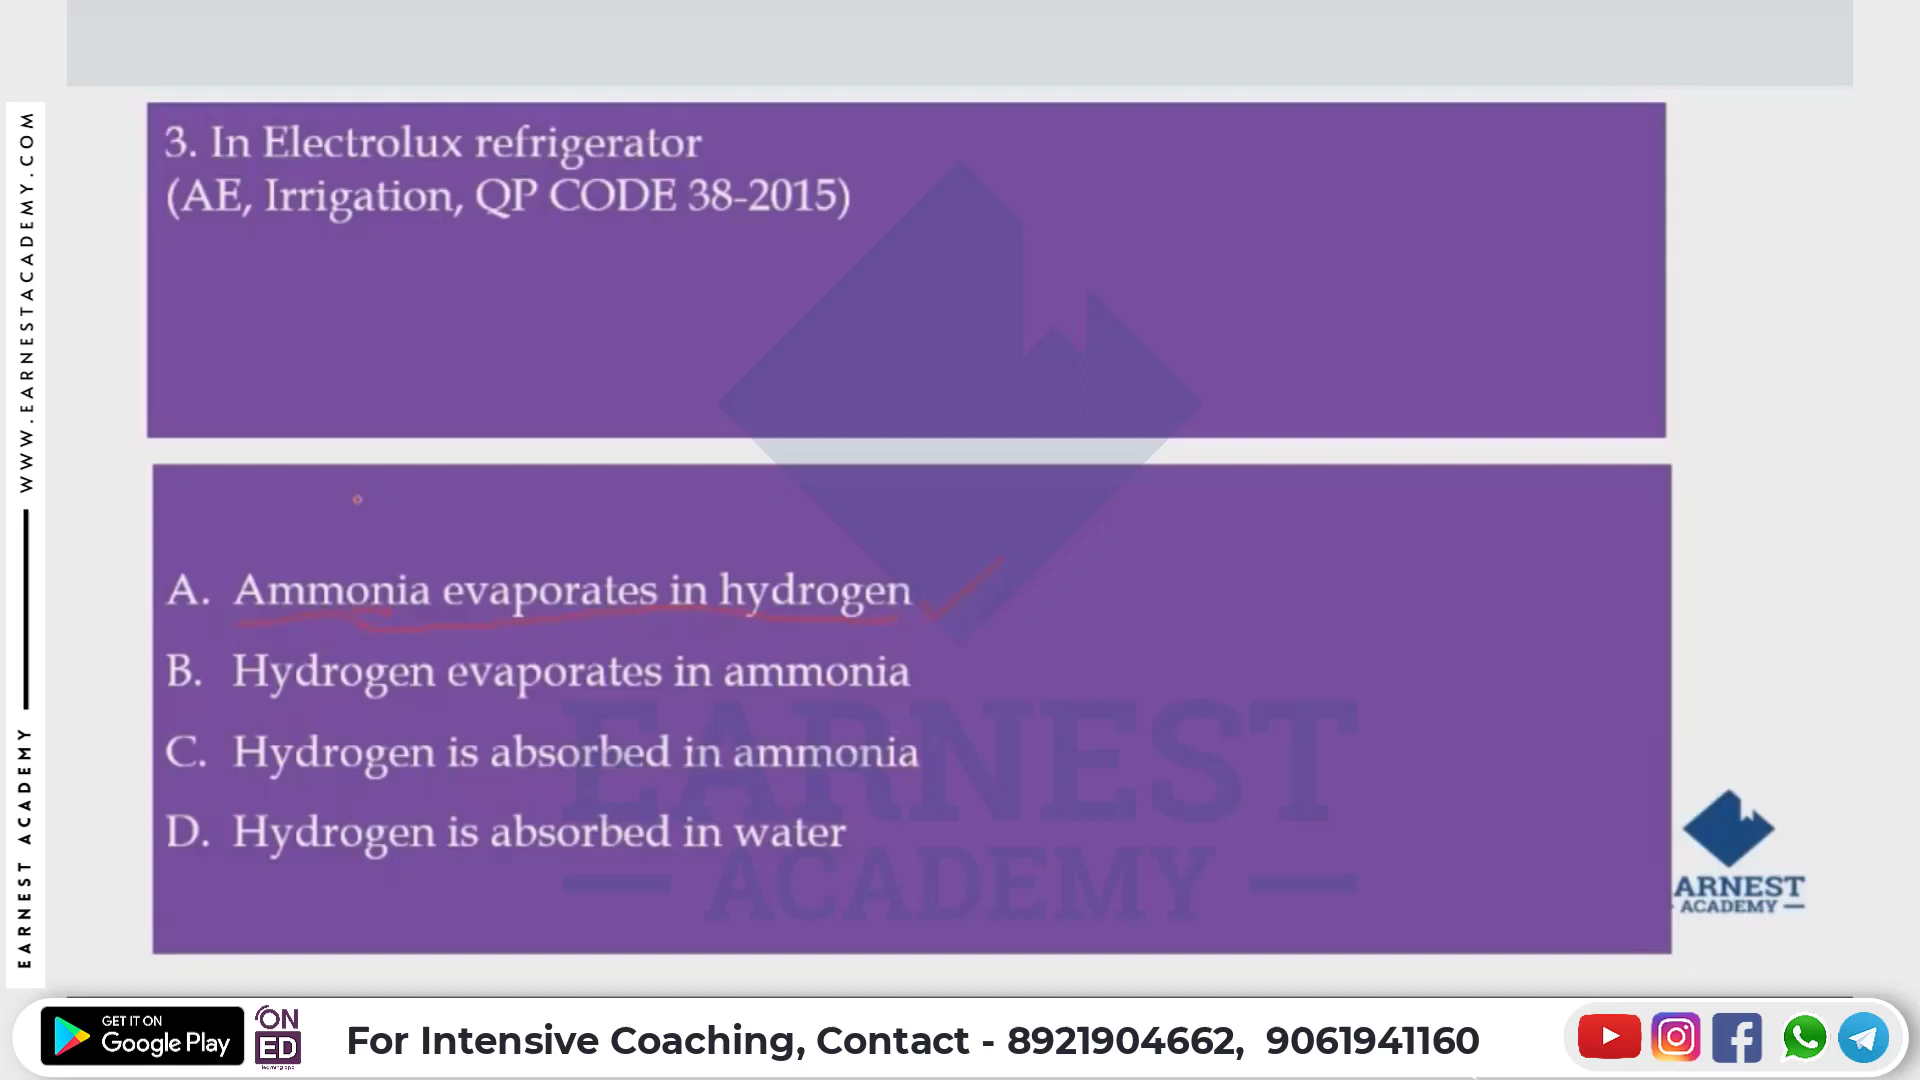 3. In Electrolux refrigerator
(AE, Irrigation, QP CODE 38-2015)
A. Ammonia evaporates in hydrogen
B. Hydrogen evaporates in ammonia
C. Hydrogen is absorbed in ammonia
D. Hydrogen is absorbed in water
EARNEST
ACADEMY
EARNEST ACADEMY
WWW.EARNESTACADEMY.COM
ARNEST
ACADEMY
GET IT ON
Google Play
ON
ED
For Intensive Coaching, Contact - 8921904662, 9061941160